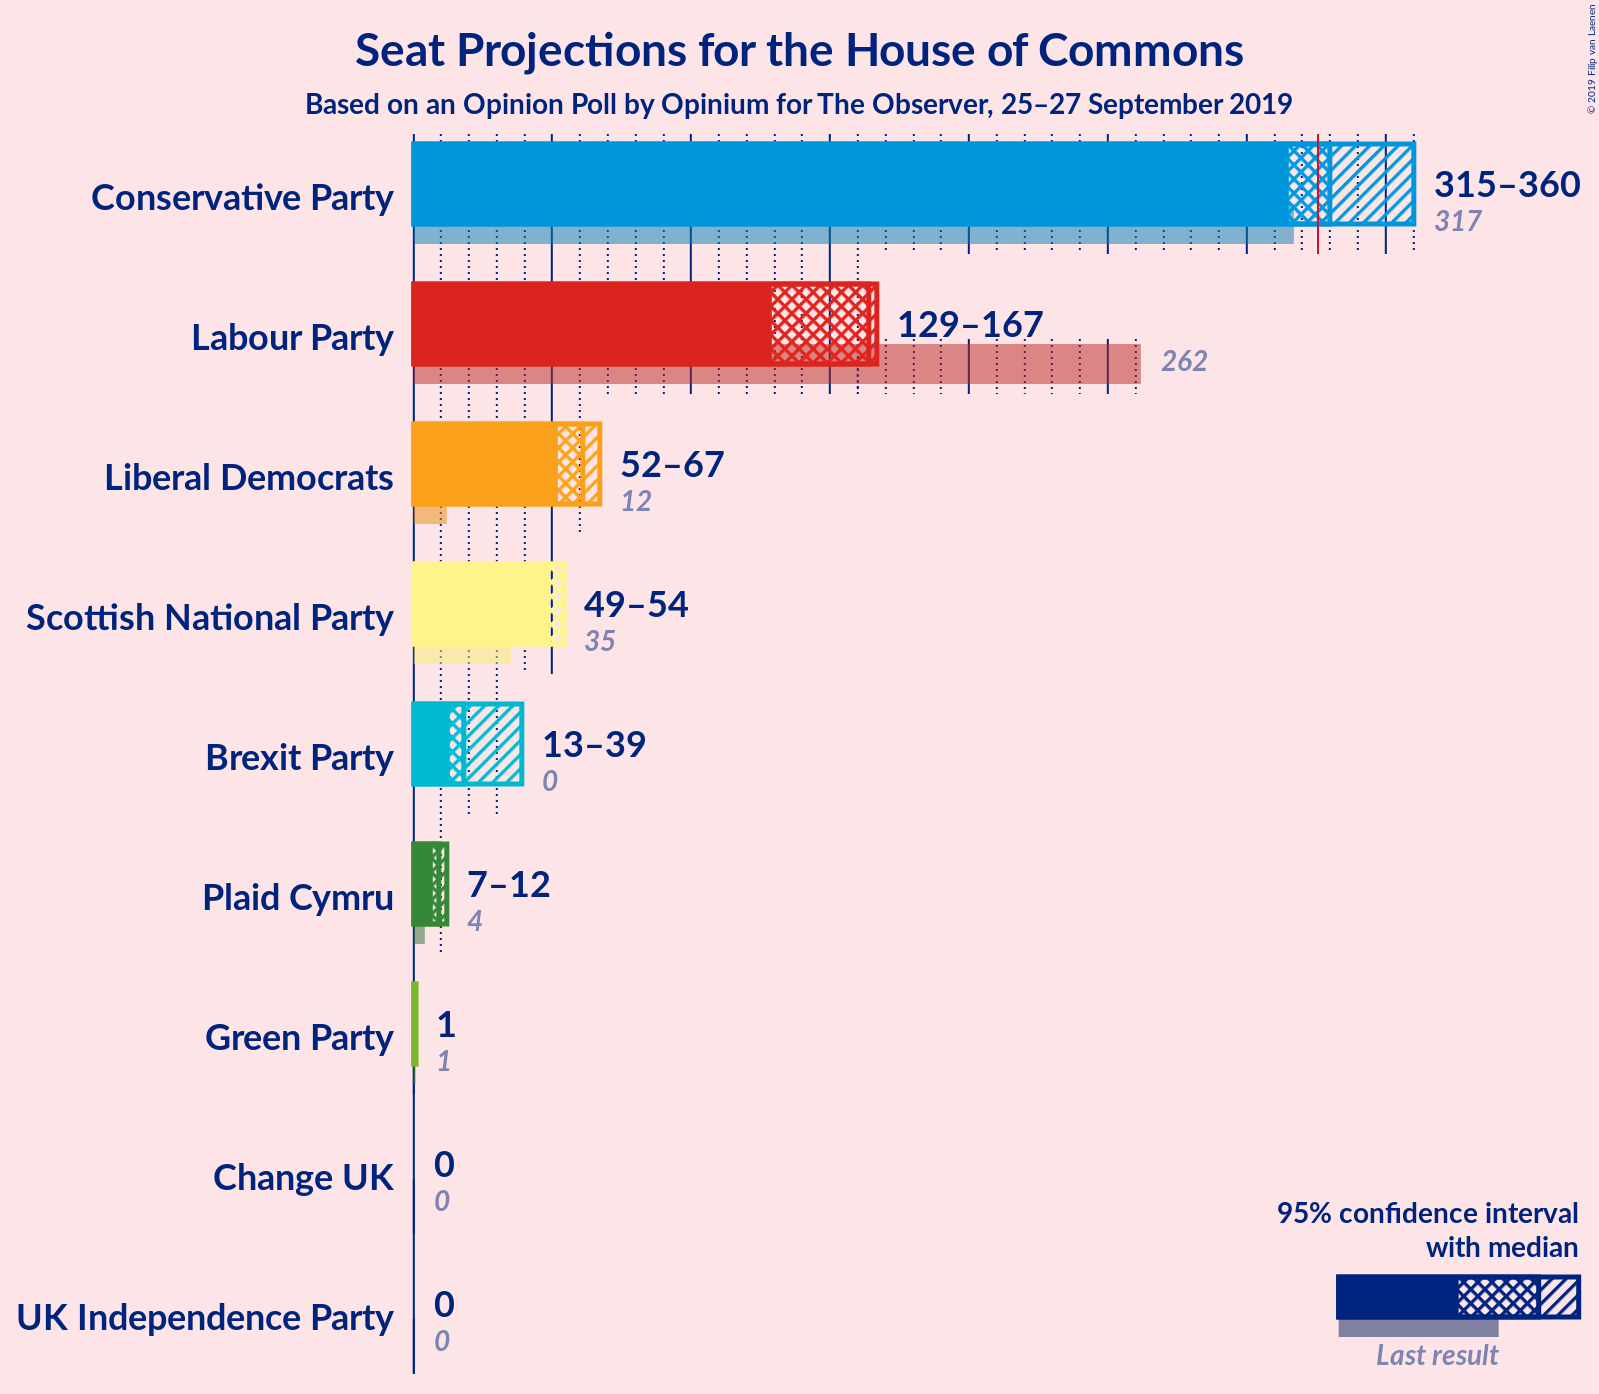 Seat Projections for the House of Commons
Based on an Opinion Poll by Opinium for The Observer, 25–27 September 2019
© 2019 Filip van Laenen
Conservative Party
315–360
317
Labour Party
129–167
262
Liberal Democrats
52–67
12
Scottish National Party
49–54
35
Brexit Party
13–39
0
Plaid Cymru
7–12
4
Green Party
1
1
Change UK
0
0
UK Independence Party
0
0
95% confidence interval
with median
Last result